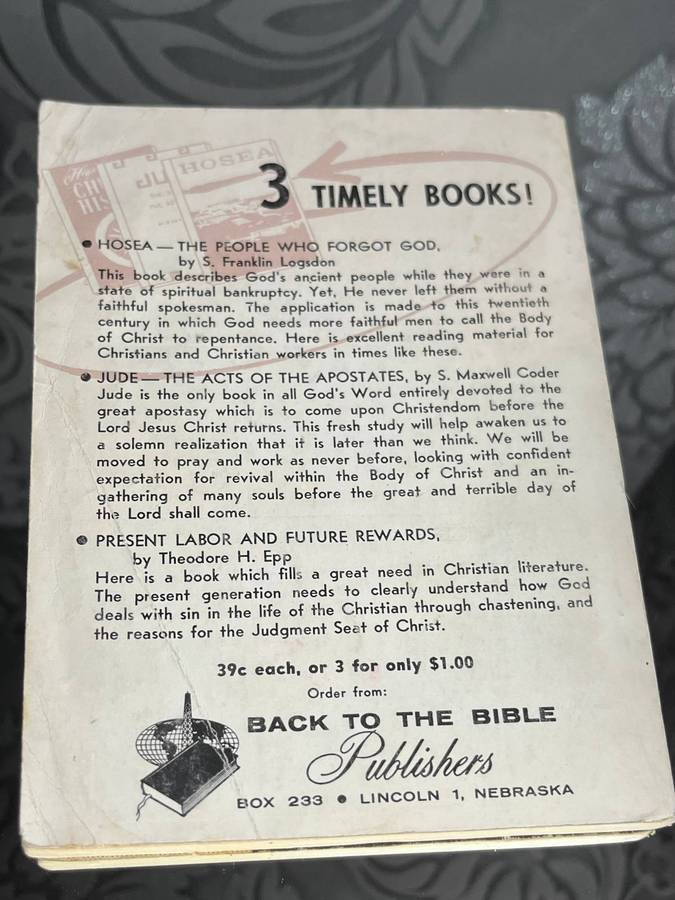 HOSEA
JU
3 TIMELY BOOKS!
• HOSEA — THE PEOPLE WHO FORGOT GOD,
by S. Franklin Logsdon
This book describes God's ancient people while they were in a
state of spiritual bankruptcy. Yet, He never left them without a
faithful spokesman. The application is made to this twentieth
century in which God needs more faithful men to call the Body
of Christ to repentance. Here is excellent reading material for
Christians and Christian workers in times like these.
• JUDE — THE ACTS OF THE APOSTATES, by S. Maxwell Coder
Jude is the only book in all God's Word entirely devoted to the
great apostasy which is to come upon Christendom before the
Lord Jesus Christ returns. This fresh study will help awaken us to
a solemn realization that it is later than we think. We will be
moved to pray and work as never before, looking with confident
expectation for revival within the Body of Christ and an in-
gathering of many souls before the great and terrible day of
the Lord shall come.
• PRESENT LABOR AND FUTURE REWARDS,
by Theodore H. Epp
Here is a book which fills a great need in Christian literature.
The present generation needs to clearly understand how God
deals with sin in the life of the Christian through chastening, and
the reasons for the Judgment Seat of Christ.
39c each, or 3 for only $1.00
Order from:
BACK TO THE BIBLE
Publishers
BOX 233 • LINCOLN 1, NEBRASKA